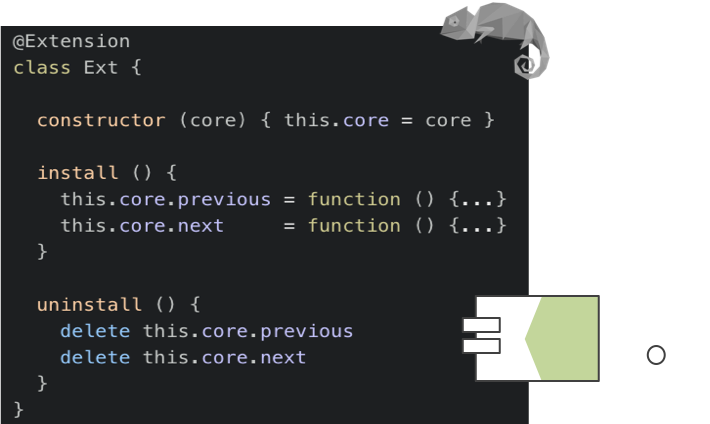 @Extension
class Ext {
constructor (core) { this.core = core }
install () {
this.core.previous = function () {...}
this.core.next = function () {...}
}
uninstall () {
delete this.core.previous
delete this.core.next
}
}